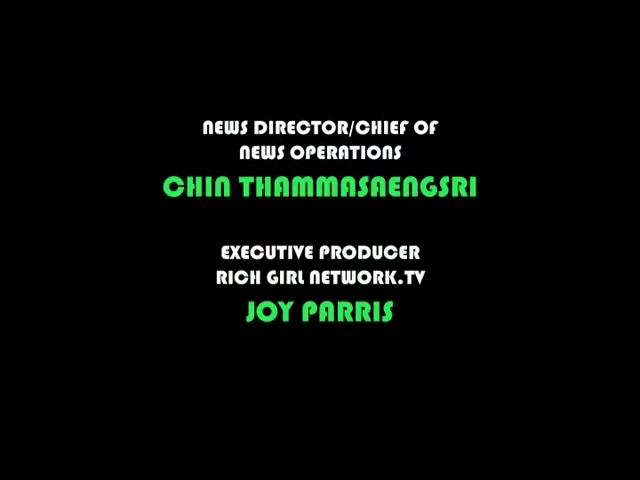 NEWS DIRECTOR/CHIEF OF
NEWS OPERATIONS
CHIN THAMMASAENGSRI
EXECUTIVE PRODUCER
RICH GIRL NETWORK.TV
JOY PARRIS